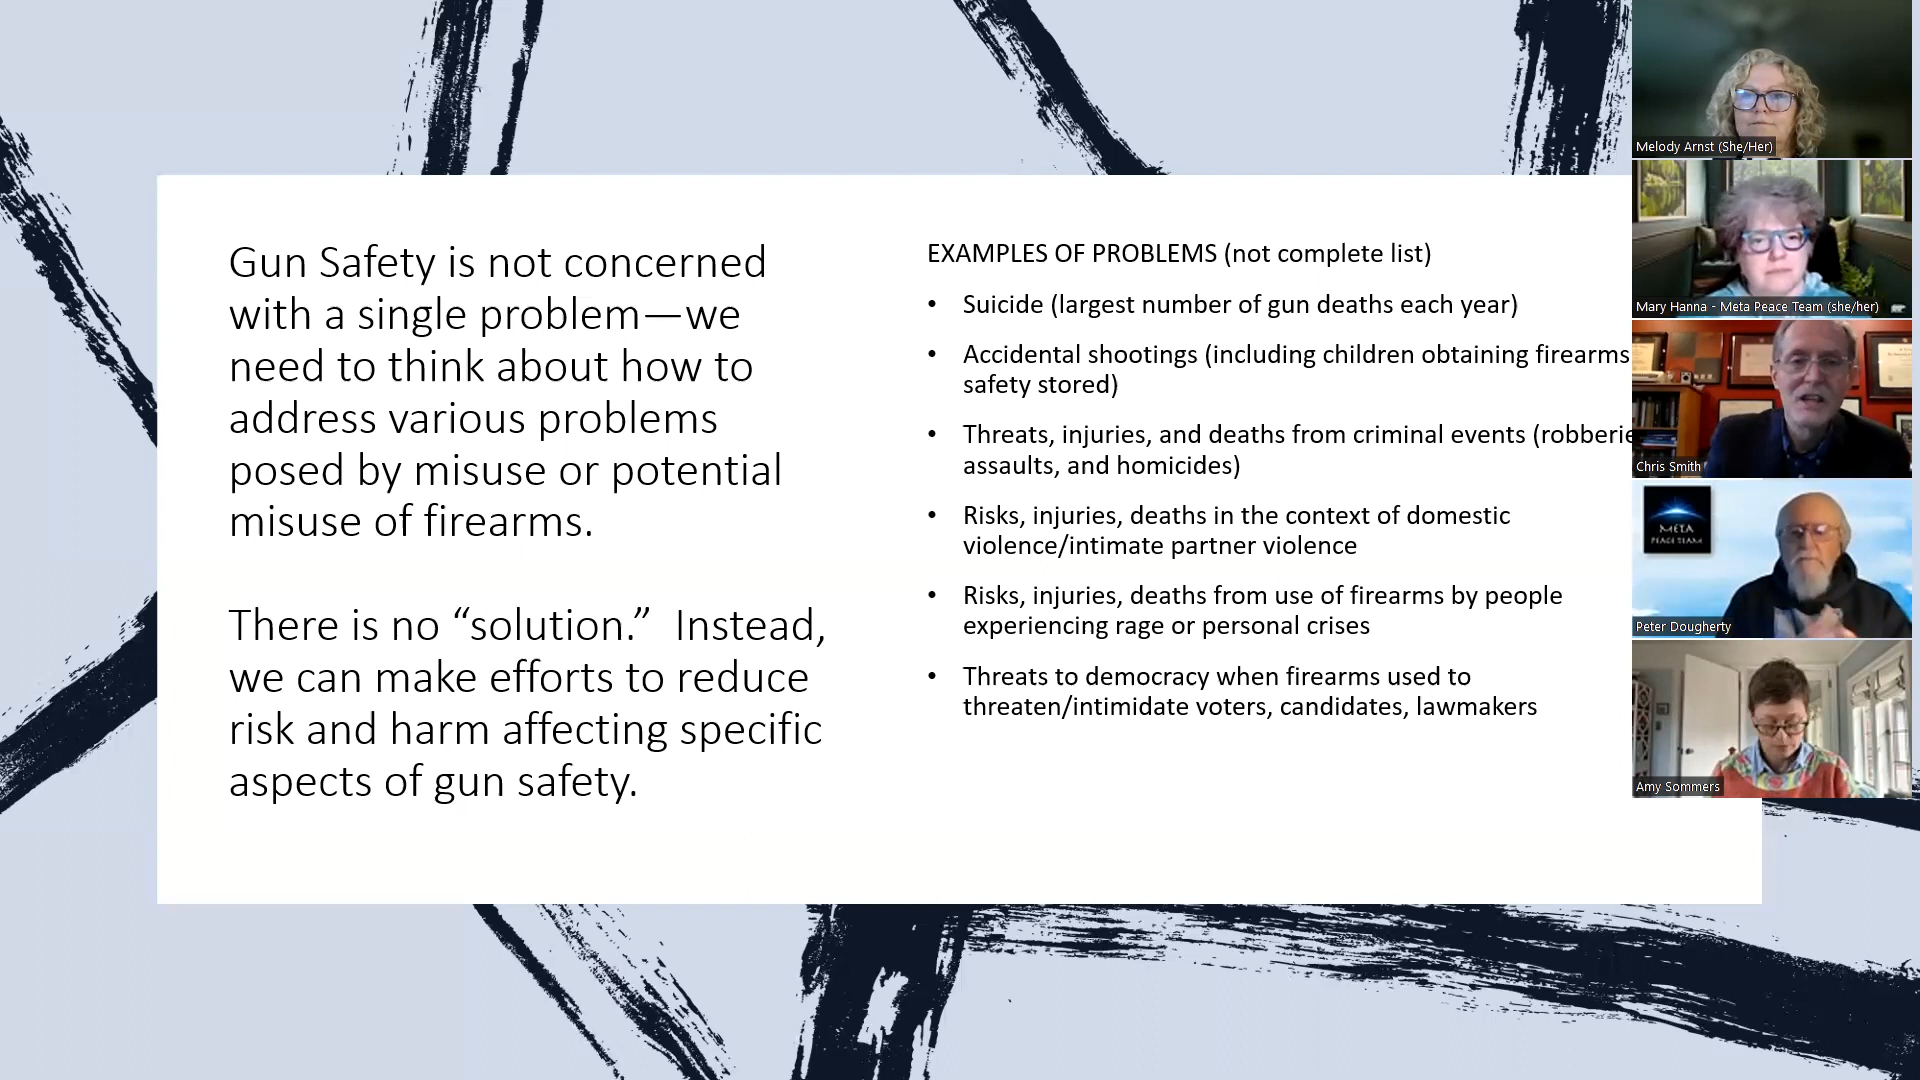 Gun Safety is not concerned
with a single problem—we
need to think about how to
address various problems
posed by misuse or potential
misuse of firearms.
There is no “solution.” Instead,
we can make efforts to reduce
risk and harm affecting specific
aspects of gun safety.
EXAMPLES OF PROBLEMS (not complete list)
• Suicide (largest number of gun deaths each year)
• Accidental shootings (including children obtaining firearms
safety stored)
• Threats, injuries, and deaths from criminal events (robberie
assaults, and homicides)
• Risks, injuries, deaths in the context of domestic
violence/intimate partner violence
• Risks, injuries, deaths from use of firearms by people
experiencing rage or personal crises
• Threats to democracy when firearms used to
threaten/intimidate voters, candidates, lawmakers
Melody Arnst (She/Her)
Mary Hanna - Meta Peace Team (she/her)
Chris Smith
META
PEACE TEAM
Peter Dougherty
Amy Sommers